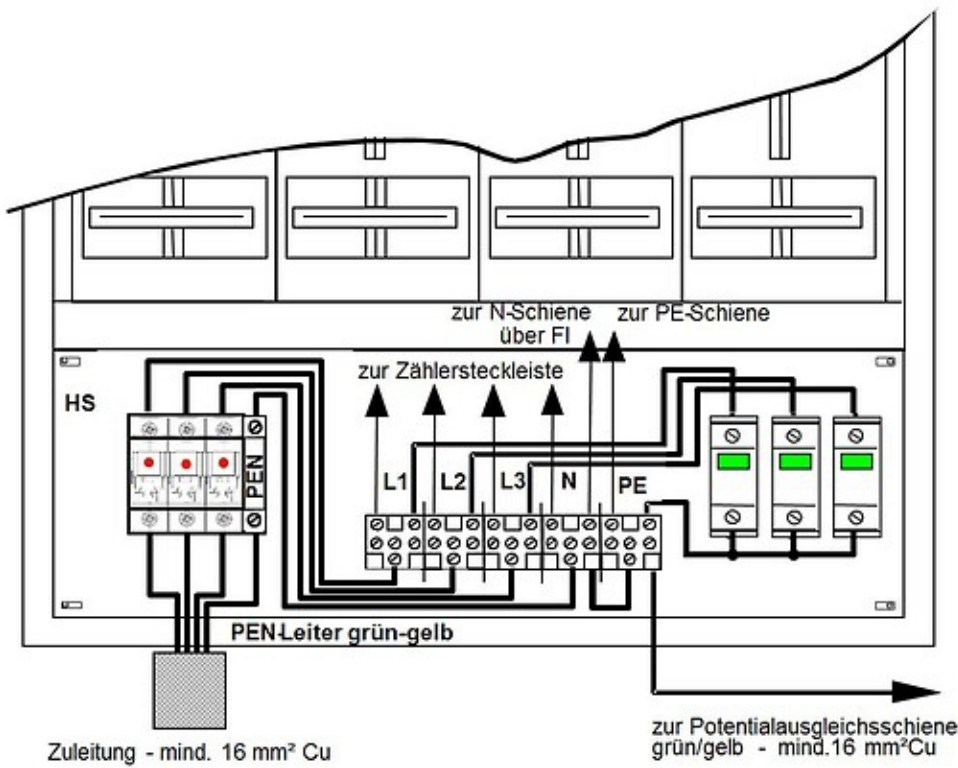 zur N-Schiene
über FI
zur PE-Schiene
zur Zählersteckleiste
HS
PEN
L1
L2
L3
N
PE
PEN-Leiter grün-gelb
Zuleitung - mind. 16 mm² Cu
zur Potentialausgleichsschiene
grün/gelb - mind.16 mm²Cu